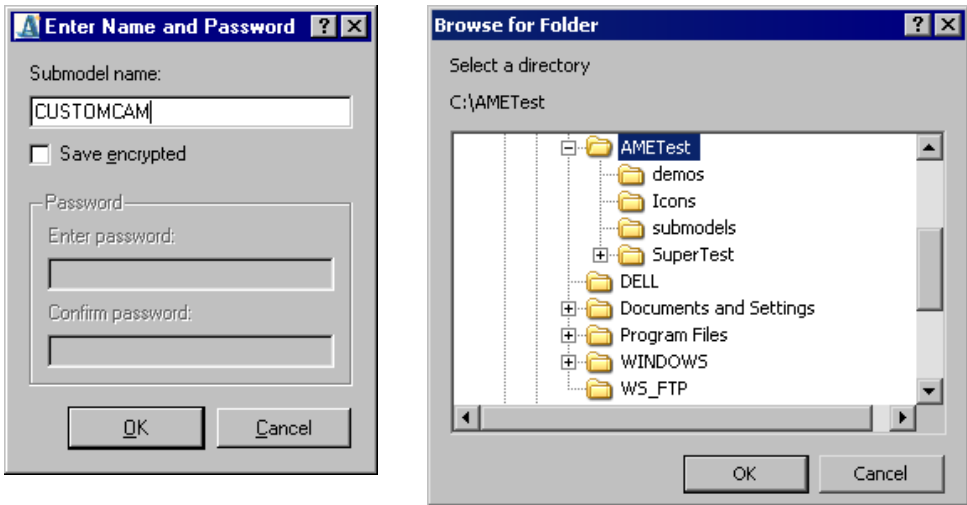 Enter Name and Password
Submodel name:
CUSTOMCAM
Save encrypted
Password
Enter password:
Confirm password:
OK Cancel
Browse for Folder
Select a directory
C:\AMETest
AMETest
demos
Icons
submodels
SuperTest
DELL
Documents and Settings
Program Files
WINDOWS
WS_FTP
OK Cancel